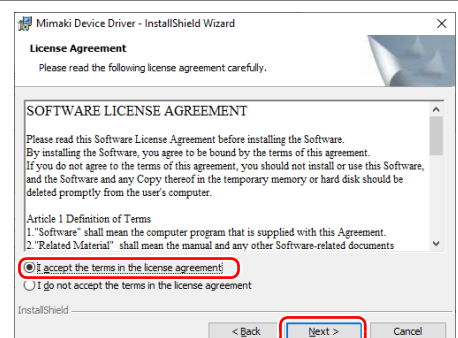 Mimaki Device Driver - InstallShield Wizard
License Agreement
Please read the following license agreement carefully.
SOFTWARE LICENSE AGREEMENT
Please read this Software License Agreement before installing the Software.
By installing the Software, you agree to be bound by the terms of this agreement.
If you do not agree to the terms of this agreement, you should not install or use this Software,
and the Software and any Copy thereof in the temporary memory or hard disk should be
deleted promptly from the user's computer.
Article 1 Definition of Terms
1."Software" shall mean the computer program that is supplied with this Agreement.
2."Related Material" shall mean the manual and any other Software-related documents
I accept the terms in the license agreement
I do not accept the terms in the license agreement
InstallShield
< Back Next > Cancel